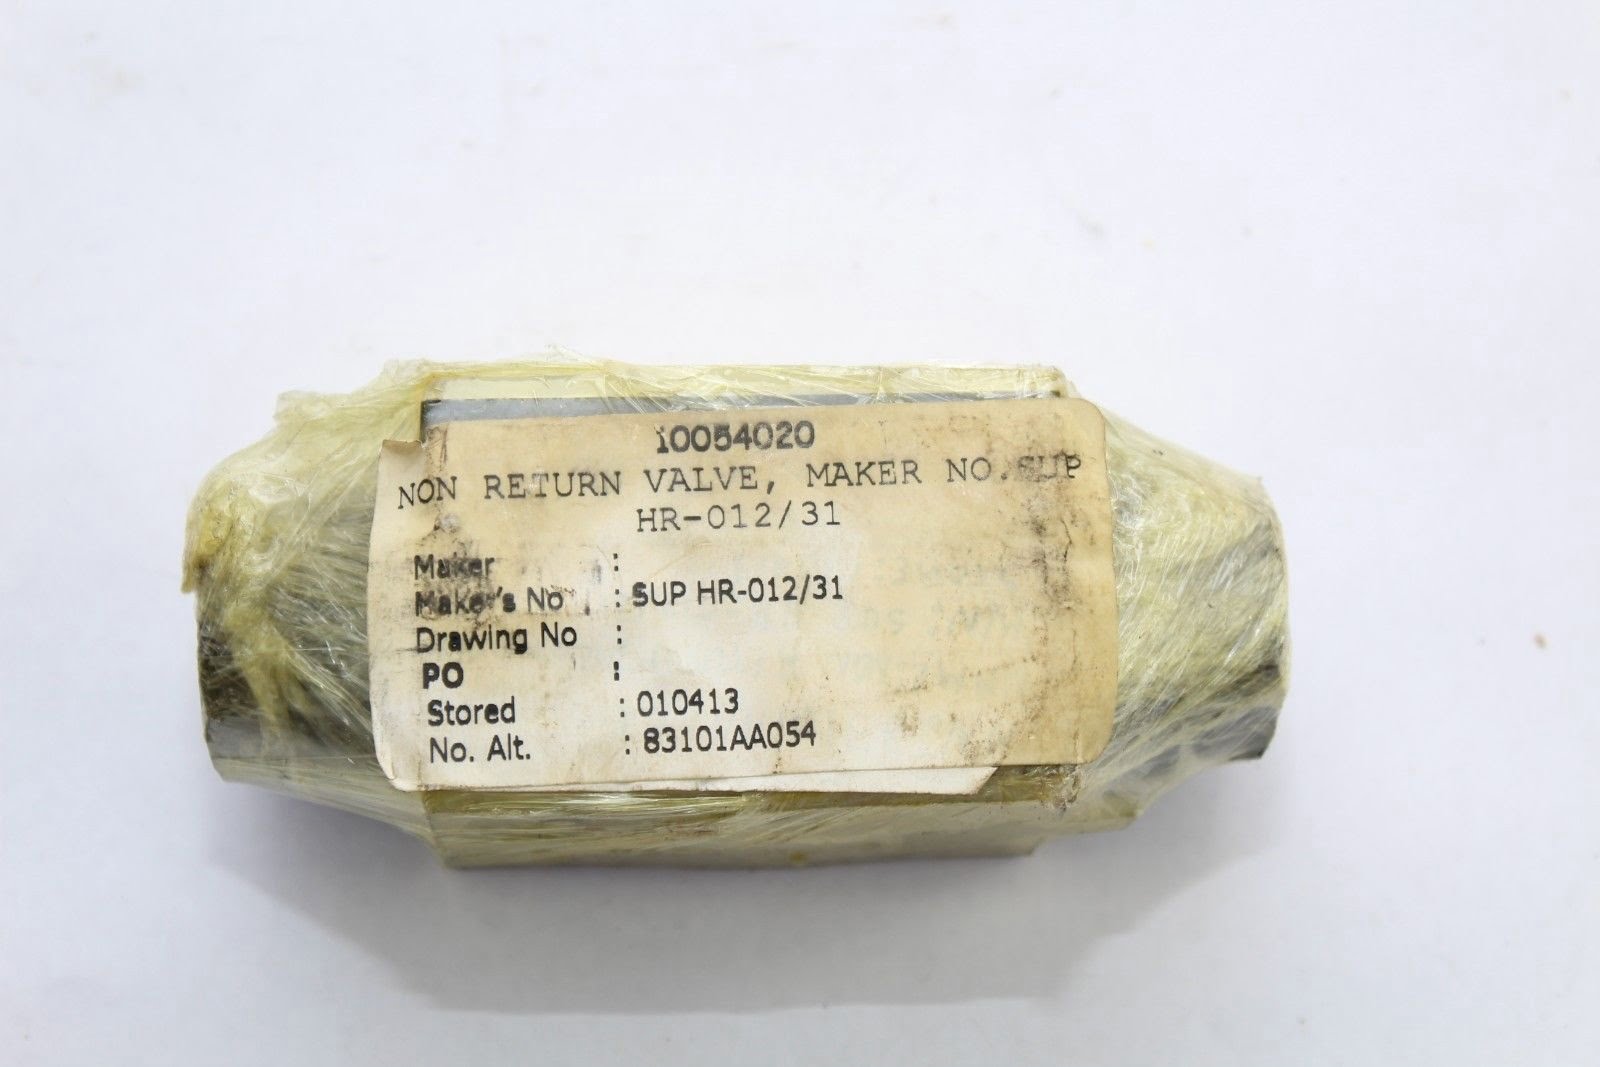 10054020
NON RETURN VALVE, MAKER NO.SUP
HR-012/31
Maker :
Maker's No : SUP HR-012/31
Drawing No :
PO :
Stored : 010413
No. Alt. : 83101AA054